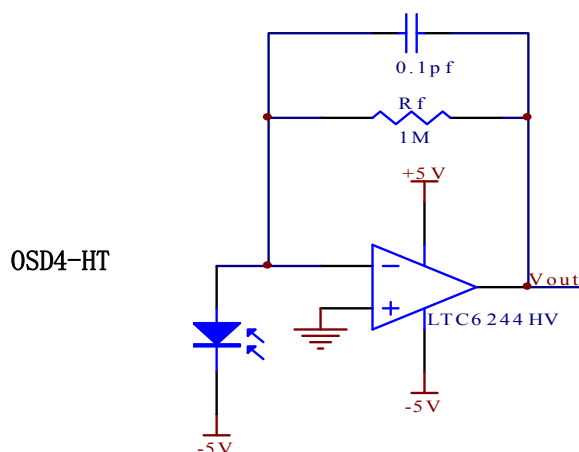 0.1pf
Rf
1M
+5V
OSD4-HT
-
+
Vout
LTC6244HV
-5V
-5V